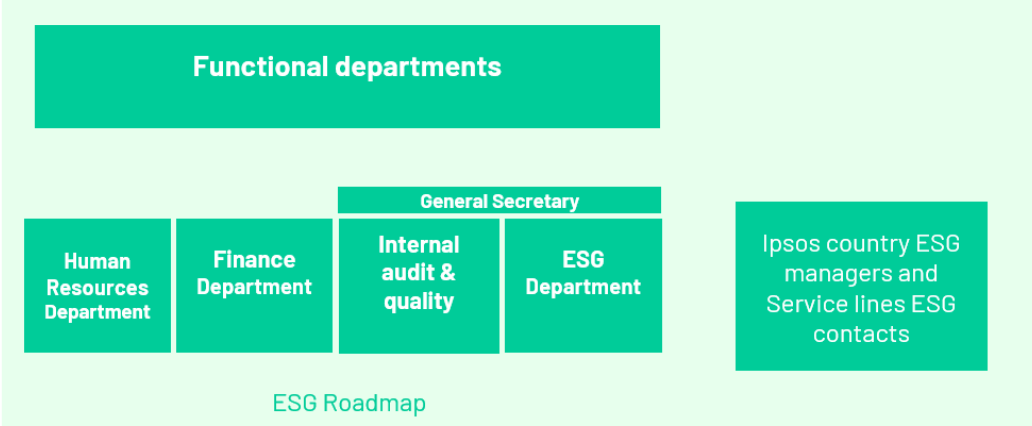 Functional departments
General Secretary
Human
Resources
Department
Finance
Department
Internal
audit &
quality
ESG
Department
Ipsos country ESG
managers and
Service lines ESG
contacts
ESG Roadmap